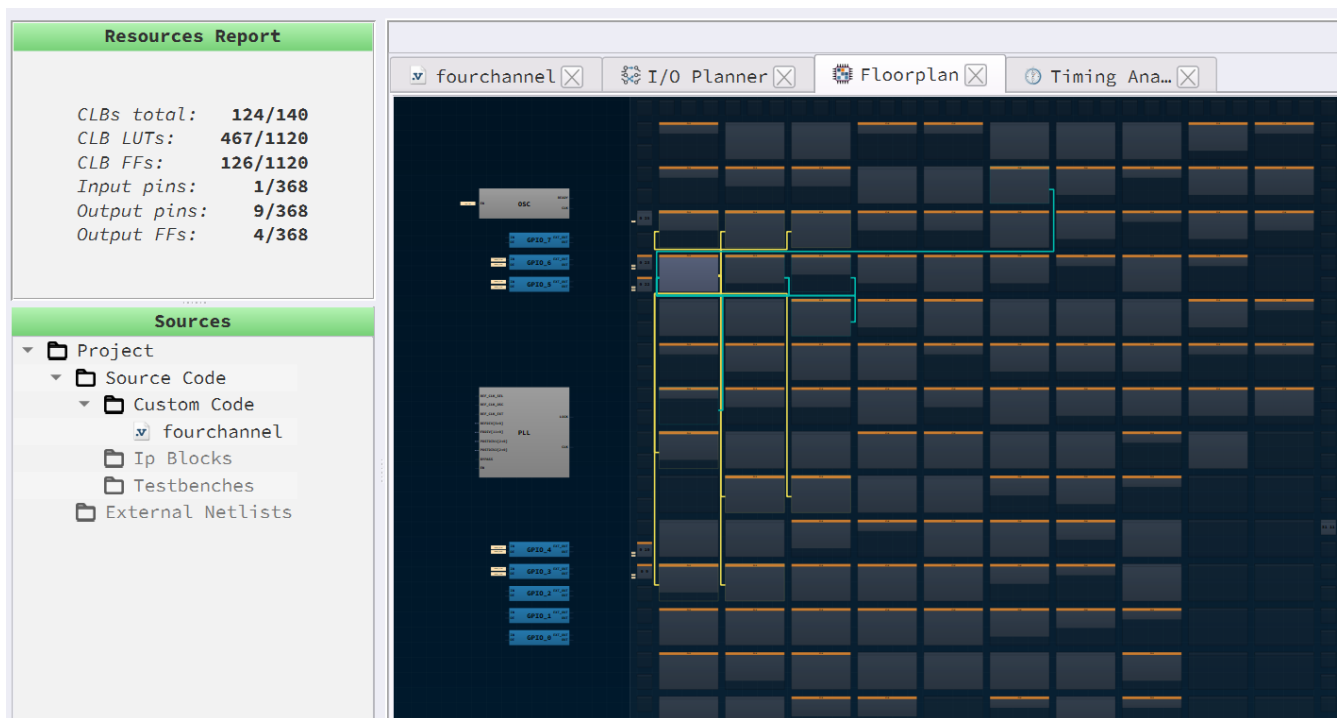 Resources Report
CLBs total: 124/140
CLB LUTs: 467/1120
CLB FFs: 126/1120
Input pins: 1/368
Output pins: 9/368
Output FFs: 4/368
Sources
Project
Source Code
Custom Code
fourchannel
Ip Blocks
Testbenches
External Netlists
fourchannel
I/O Planner
Floorplan
Timing Ana…
OSC
GPIO_7
GPIO_6
GPIO_5
PLL
GPIO_4
GPIO_3
GPIO_2
GPIO_1
GPIO_0